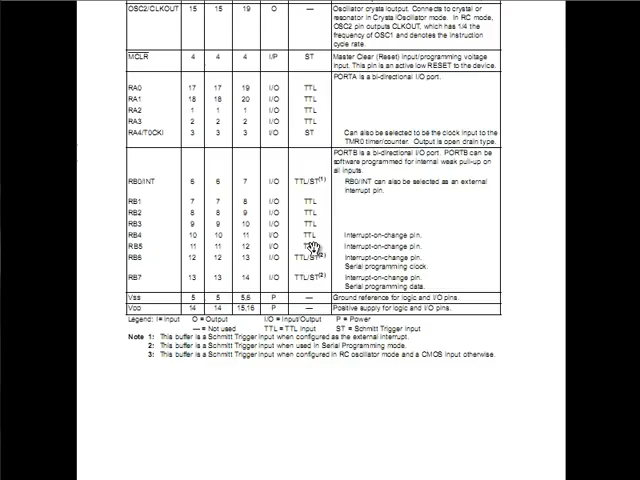 OSC2/CLKOUT 15 15 19 O — Oscillator crystal output. Connects to crystal or
resonator in Crystal Oscillator mode. In RC mode,
OSC2 pin outputs CLKOUT, which has 1/4 the
frequency of OSC1 and denotes the instruction
cycle rate.
MCLR 4 4 4 I/P ST Master Clear (Reset) input/programming voltage
input. This pin is an active low RESET to the device.
PORTA is a bi-directional I/O port.
RA0 17 17 19 I/O TTL
RA1 18 18 20 I/O TTL
RA2 1 1 1 I/O TTL
RA3 2 2 2 I/O TTL
RA4/T0CKI 3 3 3 I/O ST Can also be selected to be the clock input to the
TMR0 timer/counter. Output is open drain type.
PORTB is a bi-directional I/O port. PORTB can be
software programmed for internal weak pull-up on
all inputs.
RB0/INT 6 6 7 I/O TTL/ST(1) RB0/INT can also be selected as an external
interrupt pin.
RB1 7 7 8 I/O TTL
RB2 8 8 9 I/O TTL
RB3 9 9 10 I/O TTL
RB4 10 10 11 I/O TTL Interrupt-on-change pin.
RB5 11 11 12 I/O Interrupt-on-change pin.
RB6 12 12 13 I/O TTL/ST(2) Interrupt-on-change pin.
Serial programming clock.
RB7 13 13 14 I/O TTL/ST(2) Interrupt-on-change pin.
Serial programming data.
VSS 5 5 5,6 P — Ground reference for logic and I/O pins.
VDD 14 14 15,16 P — Positive supply for logic and I/O pins.
Legend: I = Input O = Output I/O = Input/Output P = Power
— = Not used TTL = TTL input ST = Schmitt Trigger input
Note 1: This buffer is a Schmitt Trigger input when configured as the external interrupt.
2: This buffer is a Schmitt Trigger input when used in Serial Programming mode.
3: This buffer is a Schmitt Trigger input when configured in RC oscillator mode and a CMOS input otherwise.